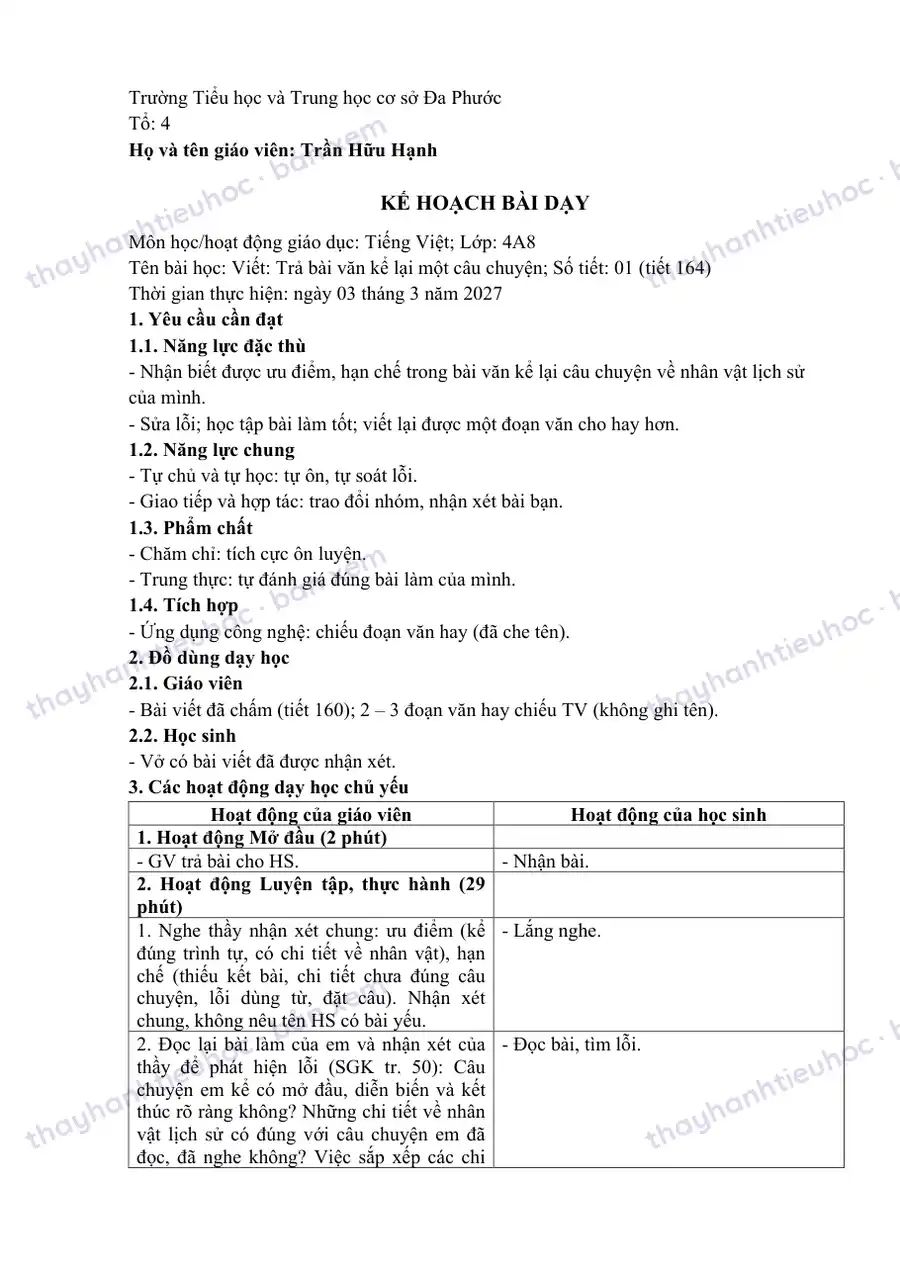 Trường Tiểu học và Trung học cơ sở Đa Phước
Tổ: 4
Họ và tên giáo viên: Trần Hữu Hạnh
KẾ HOẠCH BÀI DẠY
Môn học/hoạt động giáo dục: Tiếng Việt; Lớp: 4A8
Tên bài học: Viết: Trả bài văn kể lại một câu chuyện; Số tiết: 01 (tiết 164)
Thời gian thực hiện: ngày 03 tháng 3 năm 2027
1. Yêu cầu cần đạt
1.1. Năng lực đặc thù
- Nhận biết được ưu điểm, hạn chế trong bài văn kể lại câu chuyện về nhân vật lịch sử
của mình.
- Sửa lỗi; học tập bài làm tốt; viết lại được một đoạn văn cho hay hơn.
1.2. Năng lực chung
- Tự chủ và tự học: tự ôn, tự soát lỗi.
- Giao tiếp và hợp tác: trao đổi nhóm, nhận xét bài bạn.
1.3. Phẩm chất
- Chăm chỉ: tích cực ôn luyện.
- Trung thực: tự đánh giá đúng bài làm của mình.
1.4. Tích hợp
- Ứng dụng công nghệ: chiếu đoạn văn hay (đã che tên).
2. Đồ dùng dạy học
2.1. Giáo viên
- Bài viết đã chấm (tiết 160); 2 – 3 đoạn văn hay chiếu TV (không ghi tên).
2.2. Học sinh
- Vở có bài viết đã được nhận xét.
3. Các hoạt động dạy học chủ yếu
Hoạt động của giáo viên
Hoạt động của học sinh
1. Hoạt động Mở đầu (2 phút)
- GV trả bài cho HS.
- Nhận bài.
2. Hoạt động Luyện tập, thực hành (29
phút)
1. Nghe thầy nhận xét chung: ưu điểm (kể
đúng trình tự, có chi tiết về nhân vật), hạn
chế (thiếu kết bài, chi tiết chưa đúng câu
chuyện, lỗi dùng từ, đặt câu). Nhận xét
chung, không nêu tên HS có bài yếu.
- Lắng nghe.
2. Đọc lại bài làm của em và nhận xét của
thầy để phát hiện lỗi (SGK tr. 50): Câu
chuyện em kể có mở đầu, diễn biến và kết
thúc rõ ràng không? Những chi tiết về nhân
vật lịch sử có đúng với câu chuyện em đã
đọc, đã nghe không? Việc sắp xếp các chi
- Đọc bài, tìm lỗi.
thayhanhtieuhoc · bản xem
thayhanhtieuhoc · b
thayhanhtieuhoc · bản xem
thayhanhtieuhoc · b
thayhanhtieuhoc · bản xem
thayhanhtieuhoc · b